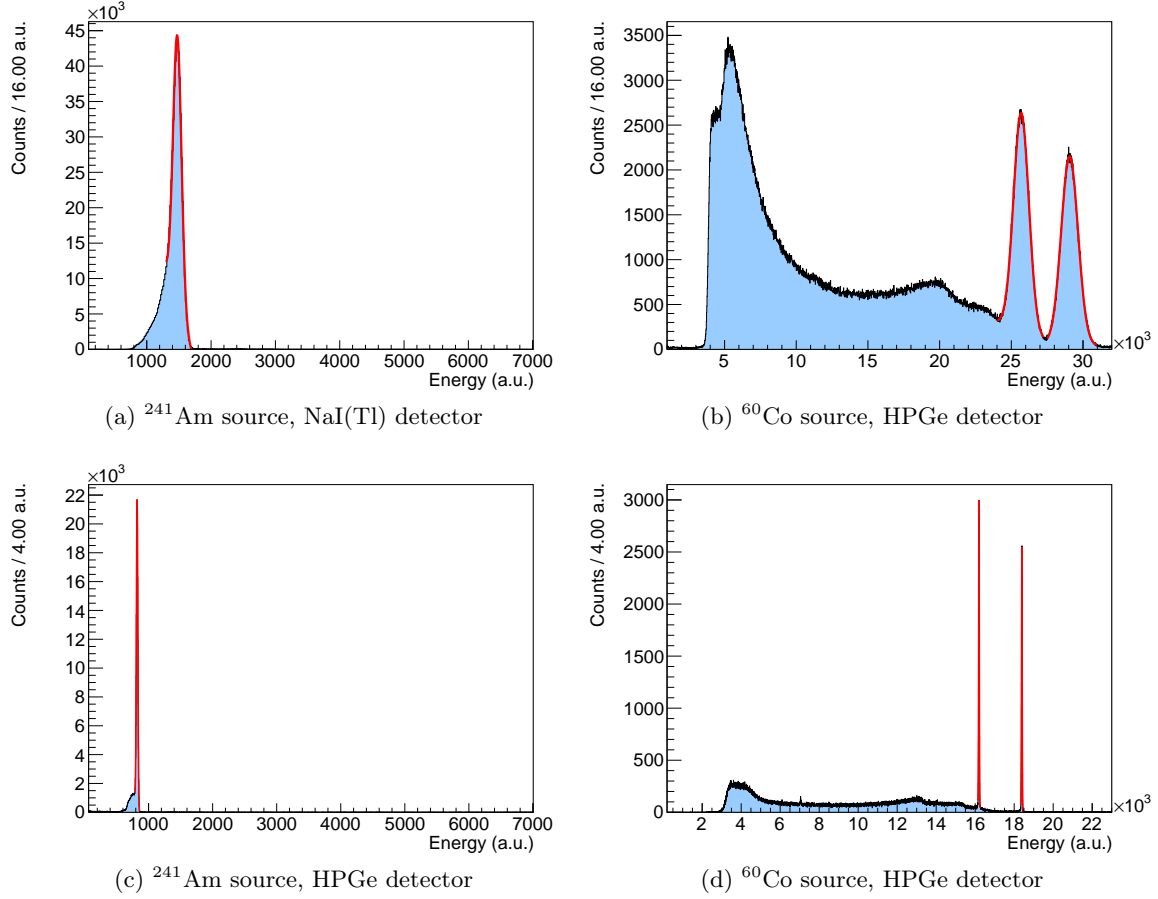 ×10³
Counts / 16.00 a.u.
45
40
35
30
25
20
15
10
5
0
1000 2000 3000 4000 5000 6000 7000
Energy (a.u.)
(a) ²⁴¹Am source, NaI(Tl) detector
Counts / 16.00 a.u.
3500
3000
2500
2000
1500
1000
500
0
5 10 15 20 25 30 ×10³
Energy (a.u.)
(b) ⁶⁰Co source, HPGe detector
×10³
Counts / 4.00 a.u.
22
20
18
16
14
12
10
8
6
4
2
0
1000 2000 3000 4000 5000 6000 7000
Energy (a.u.)
(c) ²⁴¹Am source, HPGe detector
Counts / 4.00 a.u.
3000
2500
2000
1500
1000
500
0
2 4 6 8 10 12 14 16 18 20 22 ×10³
Energy (a.u.)
(d) ⁶⁰Co source, HPGe detector